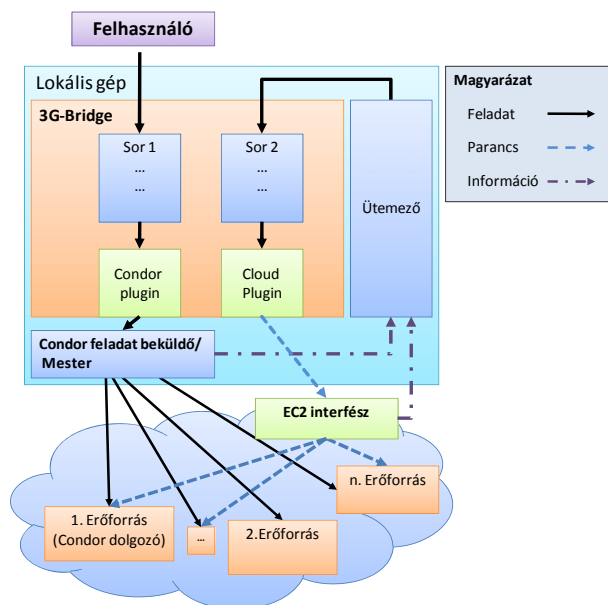 Felhasználó
Lokális gép
3G-Bridge
Sor 1
...
...
Sor 2
...
...
Ütemező
Condor
plugin
Cloud
Plugin
Condor feladat beküldő/
Mester
EC2 interfész
n. Erőforrás
1. Erőforrás
(Condor dolgozó)
...
2.Erőforrás
Magyarázat
Feladat
Parancs
Információ